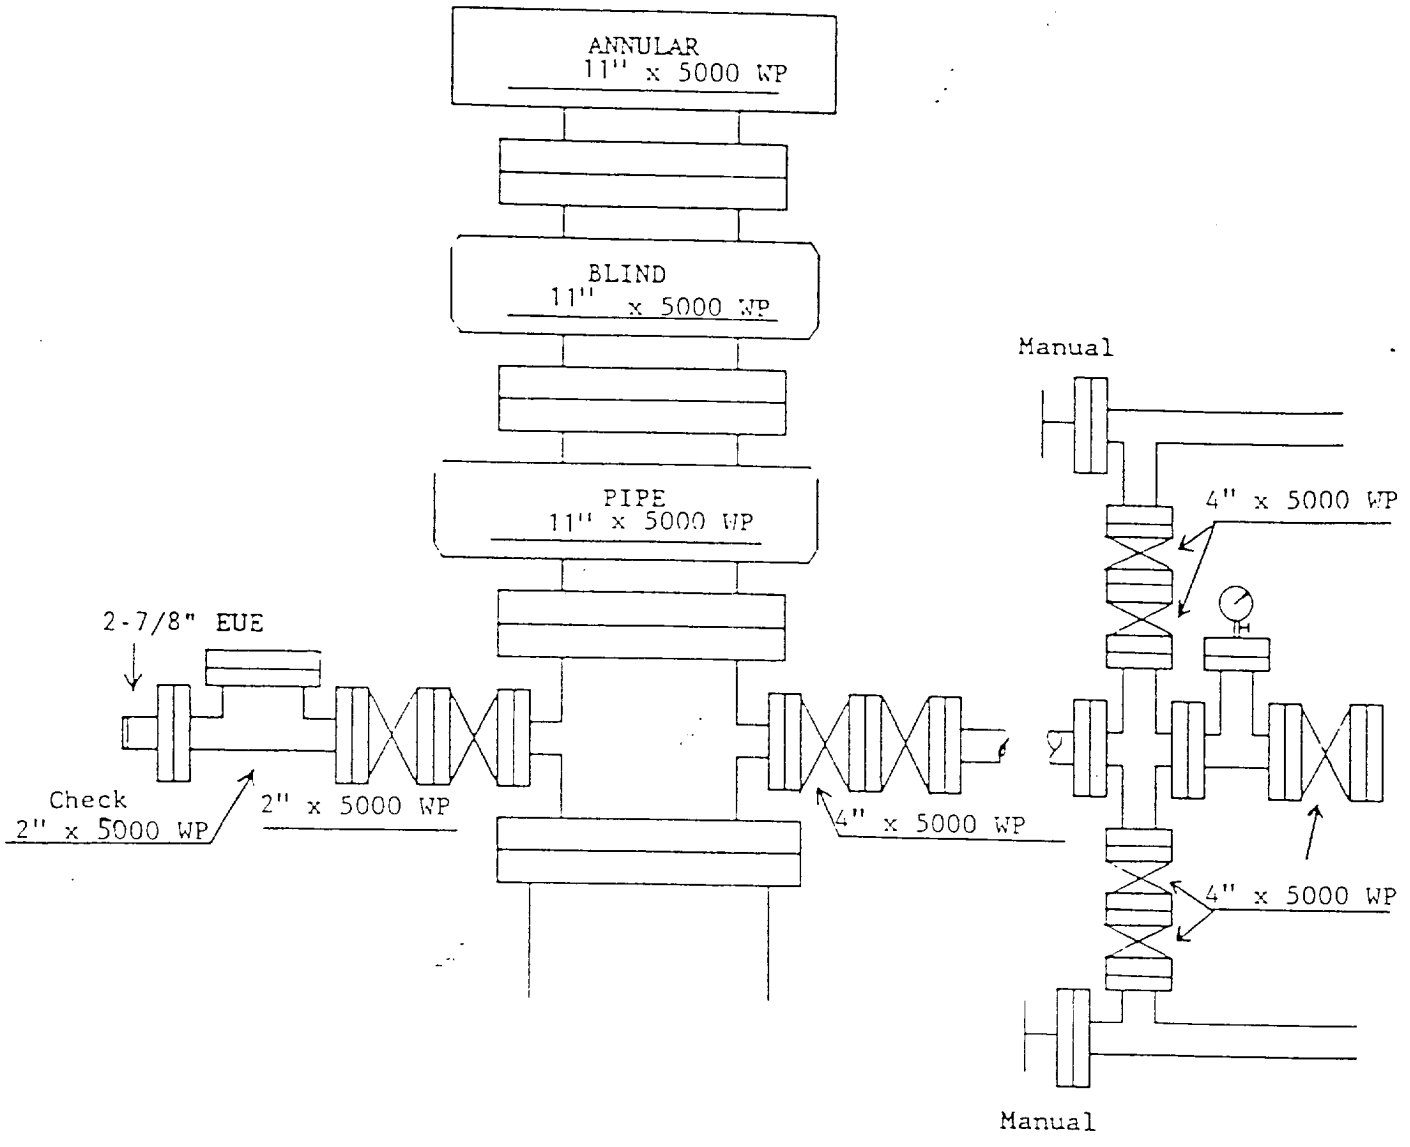 ANNULAR
11" x 5000 WP
BLIND
11" x 5000 WP
Manual
PIPE
11" x 5000 WP
4" x 5000 WP
2-7/8" EUE
Check
2" x 5000 WP
2" x 5000 WP
4" x 5000 WP
4" x 5000 WP
Manual